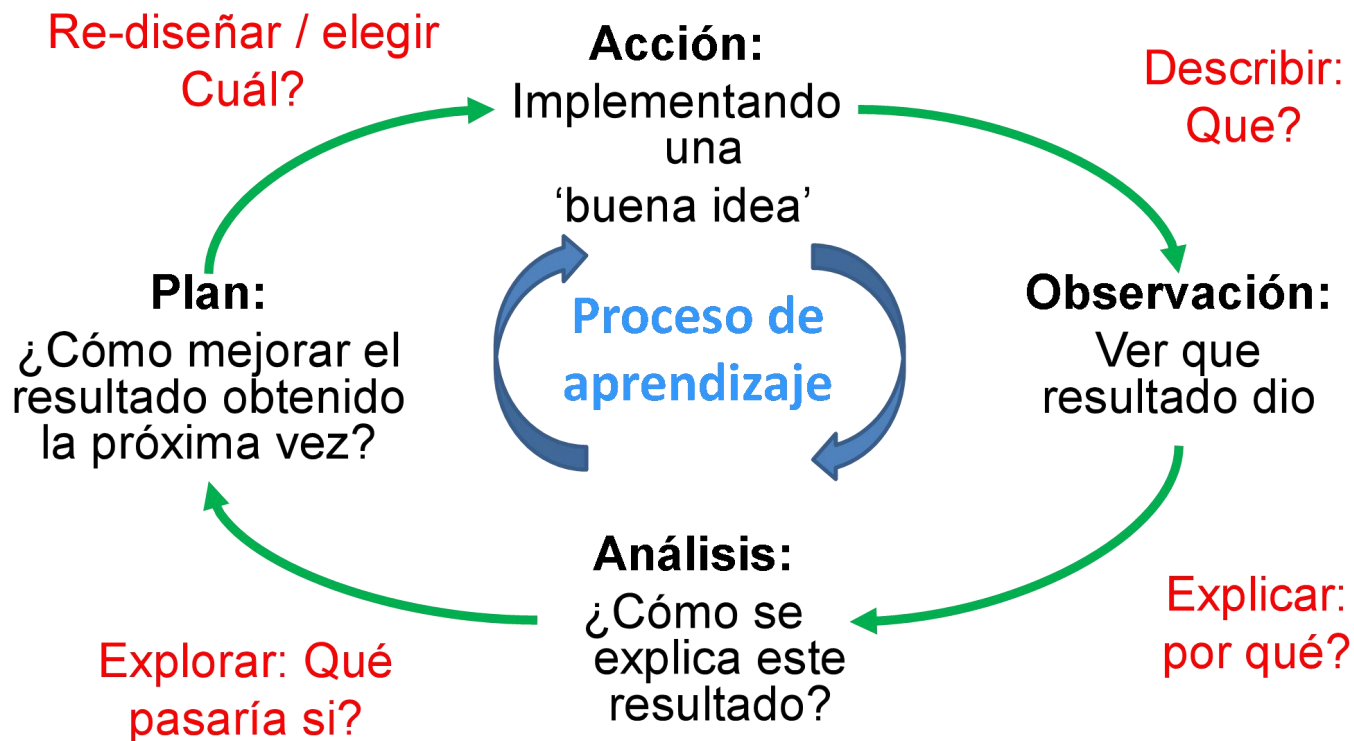 Re-diseñar / elegir
Cuál?
Acción:
Implementando
una
‘buena idea’
Describir:
Que?
Plan:
¿Cómo mejorar el
resultado obtenido
la próxima vez?
Proceso de
aprendizaje
Observación:
Ver que
resultado dio
Análisis:
¿Cómo se
explica este
resultado?
Explorar: Qué
pasaría si?
Explicar:
por qué?